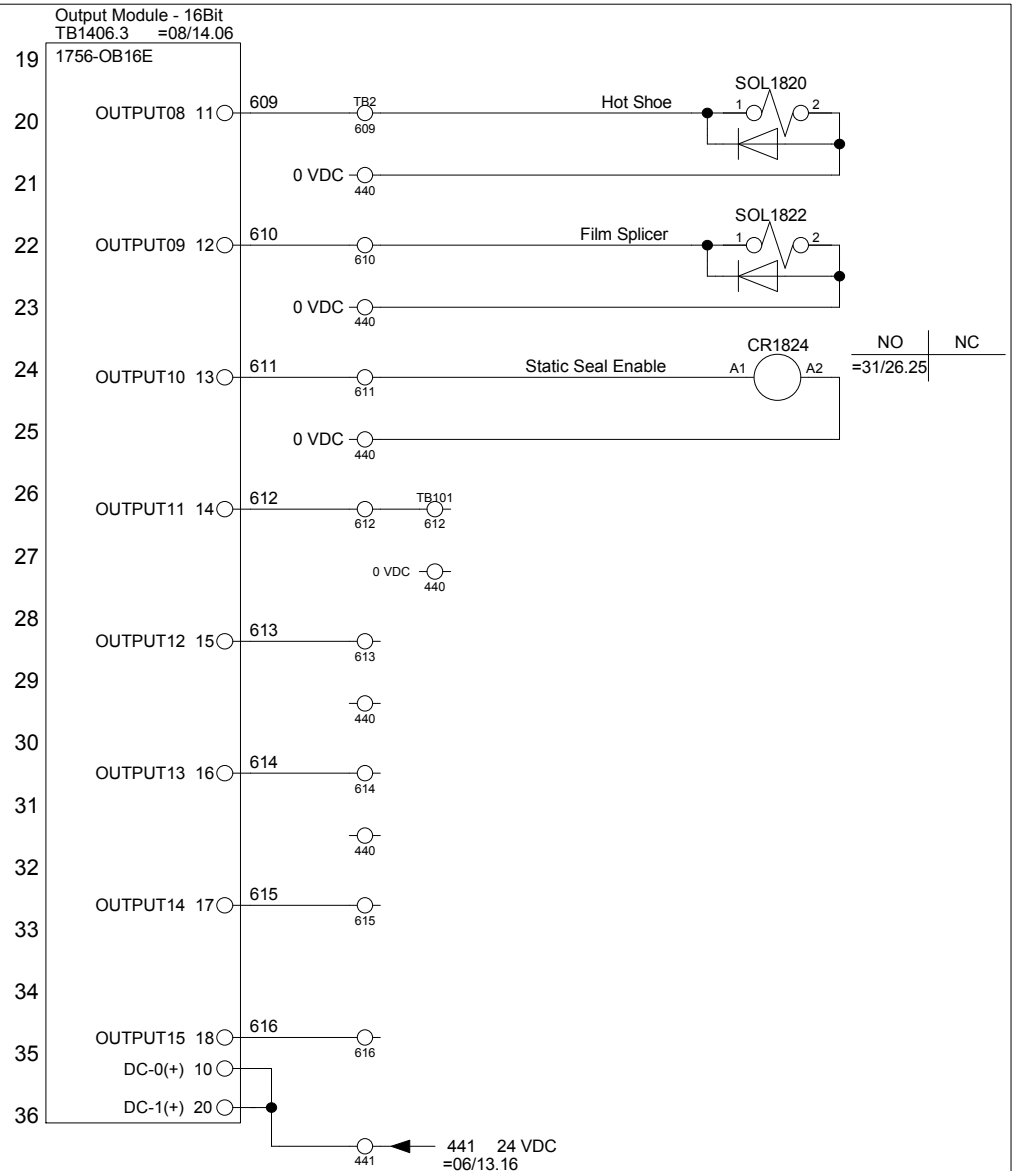 Output Module - 16Bit
TB1406.3 =08/14.06
19 1756-OB16E
SOL1820
OUTPUT08 11 609 TB2 Hot Shoe 1 2
20
609
21 0 VDC
440
SOL1822
22 OUTPUT09 12 610 Film Splicer 1 2
610
23 0 VDC
440
CR1824 NO NC
24 OUTPUT10 13 611 Static Seal Enable A1 A2 =31/26.25
611
25 0 VDC
440
26 OUTPUT11 14 612 TB101
612 612
27
0 VDC
440
28
OUTPUT12 15 613
613
29
440
30
OUTPUT13 16 614
614
31
440
32
OUTPUT14 17 615
615
33
34
OUTPUT15 18 616
616
35
DC-0(+) 10
DC-1(+) 20
36
441 24 VDC
441
=06/13.16